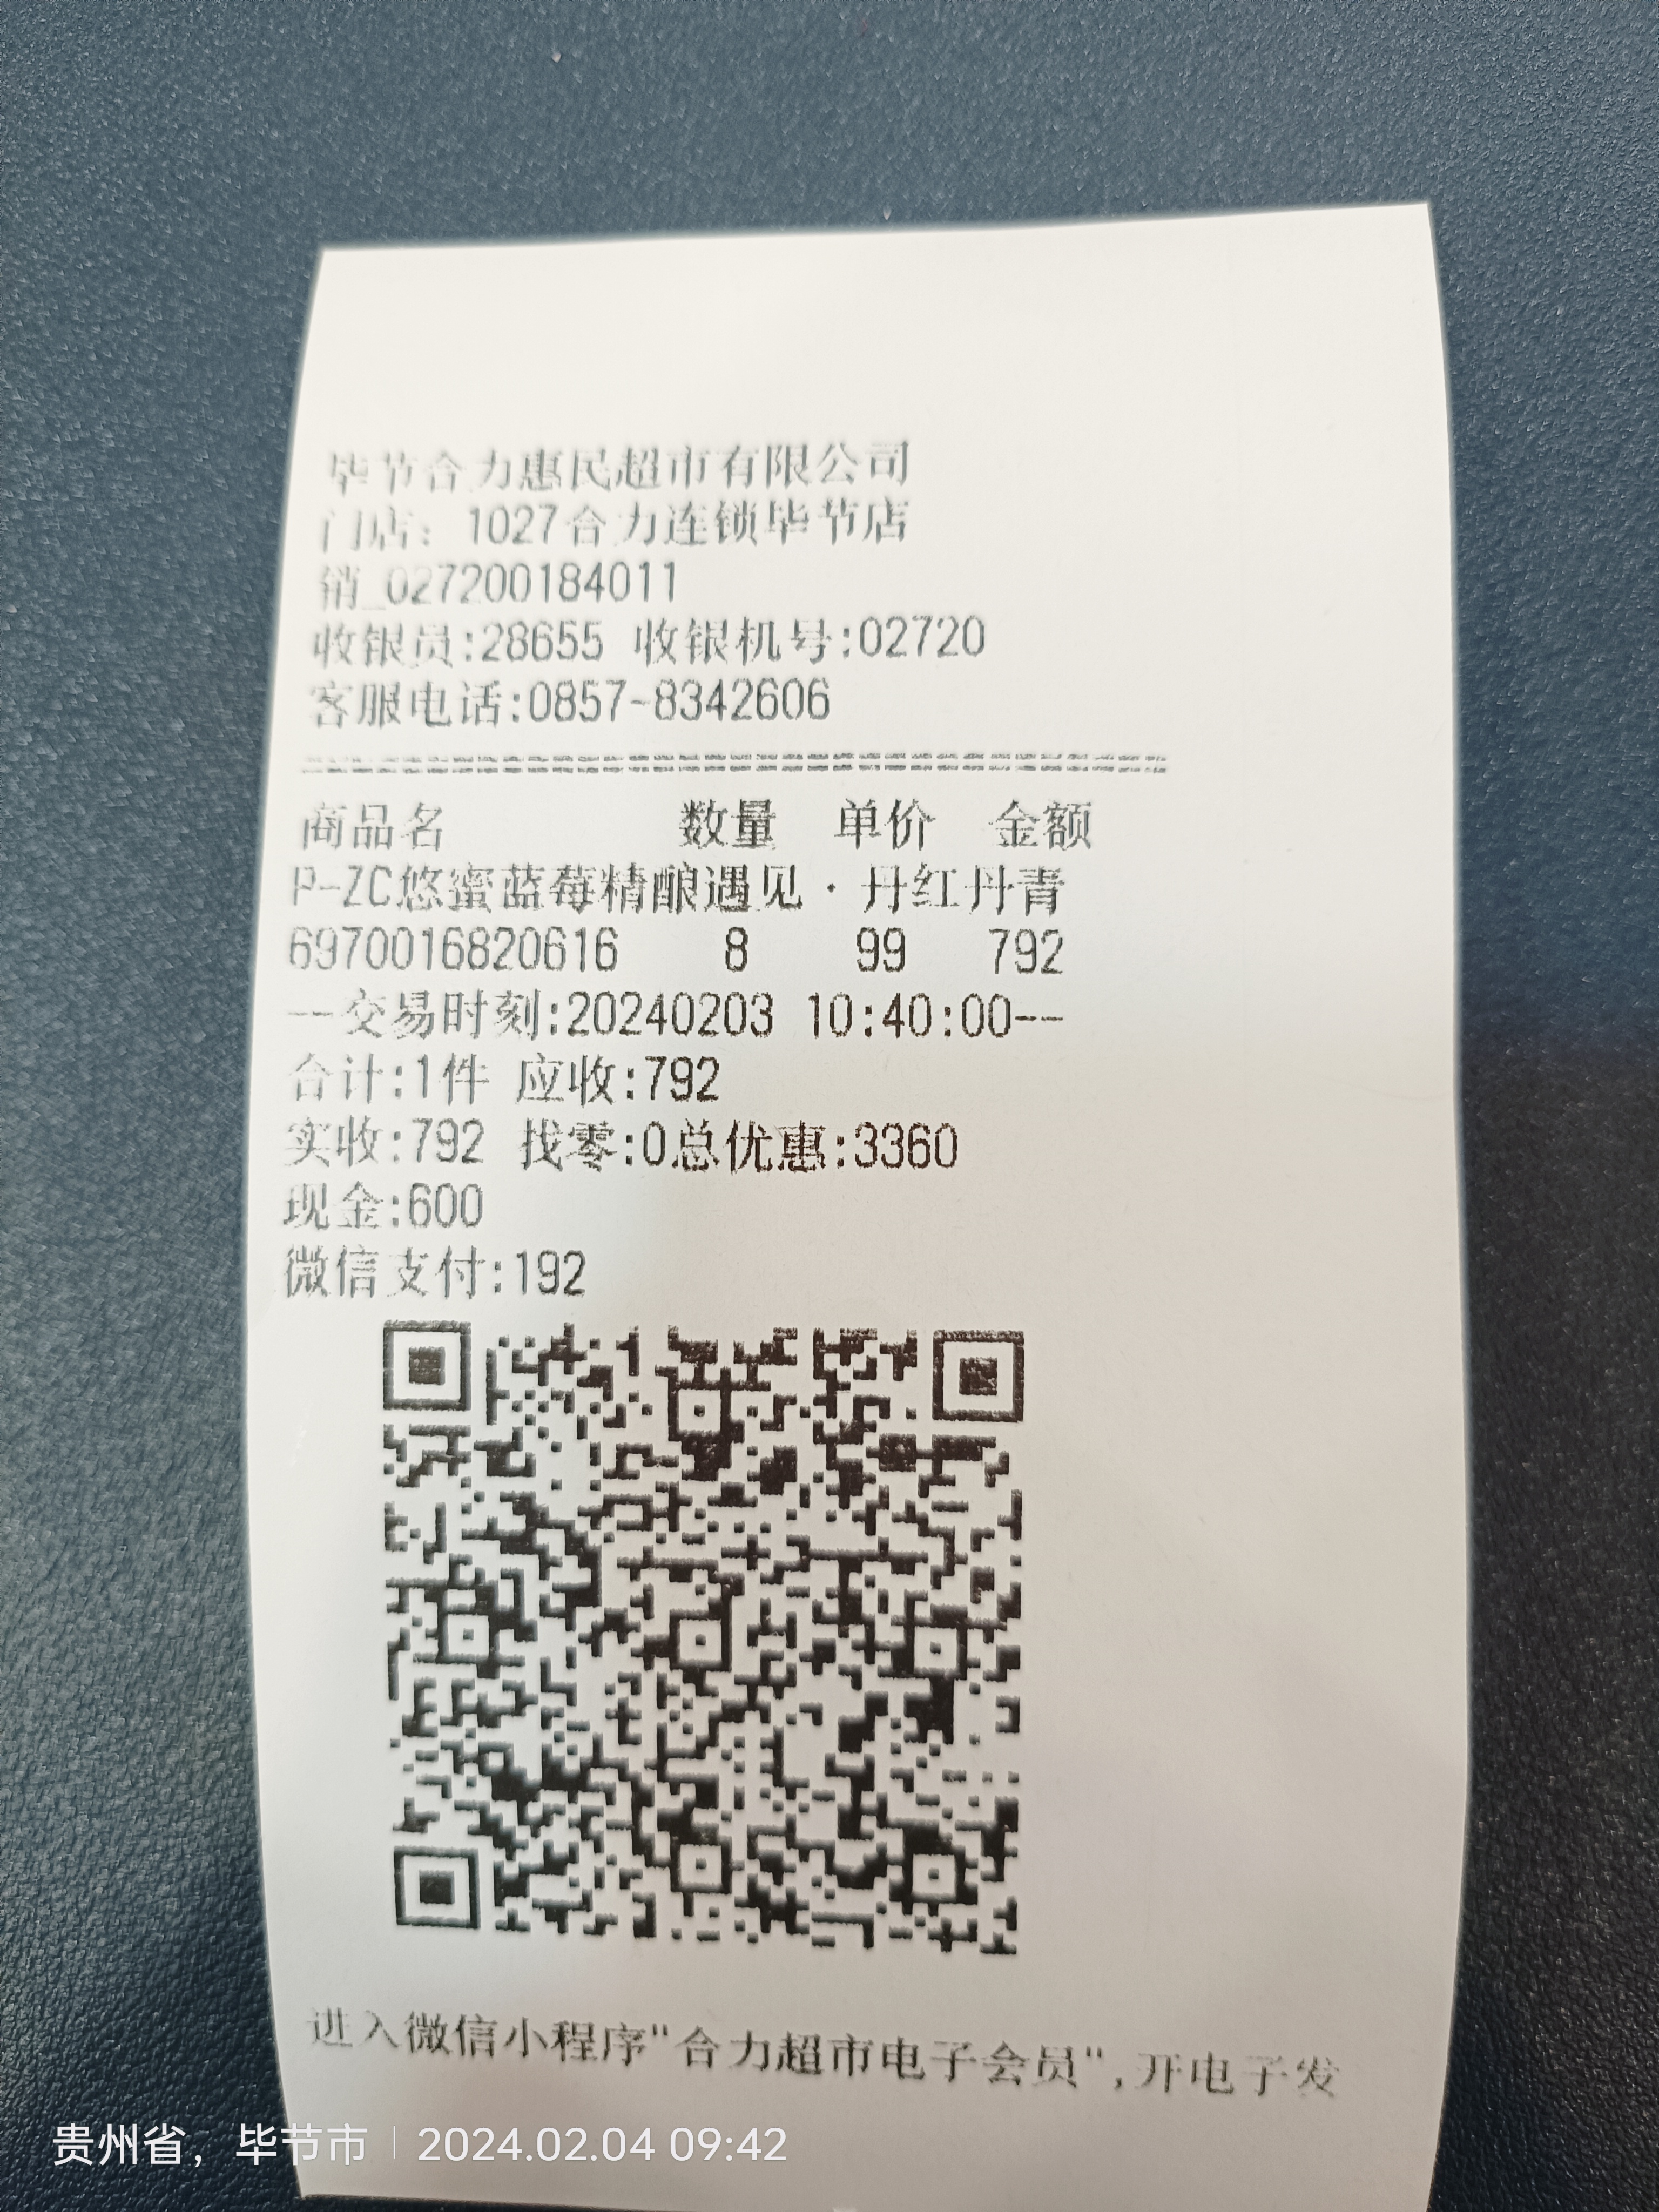 毕节合力惠民超市有限公司
门店：1027合力连锁毕节店
销_027200184011
收银员:28655 收银机号:02720
客服电话:0857-8342606
==================================
商品名 数量 单价 金额
P-ZC悠蜜蓝莓精酿遇见·丹红丹青
6970016820616 8 99 792
--交易时刻:20240203 10:40:00--
合计:1件 应收:792
实收:792 找零:0总优惠:3360
现金:600
微信支付:192
进入微信小程序"合力超市电子会员",开电子发
贵州省，毕节市 | 2024.02.04 09:42